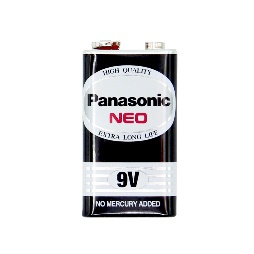 HIGH QUALITY
Panasonic
NEO
EXTRA LONG LIFE
9V
NO MERCURY ADDED